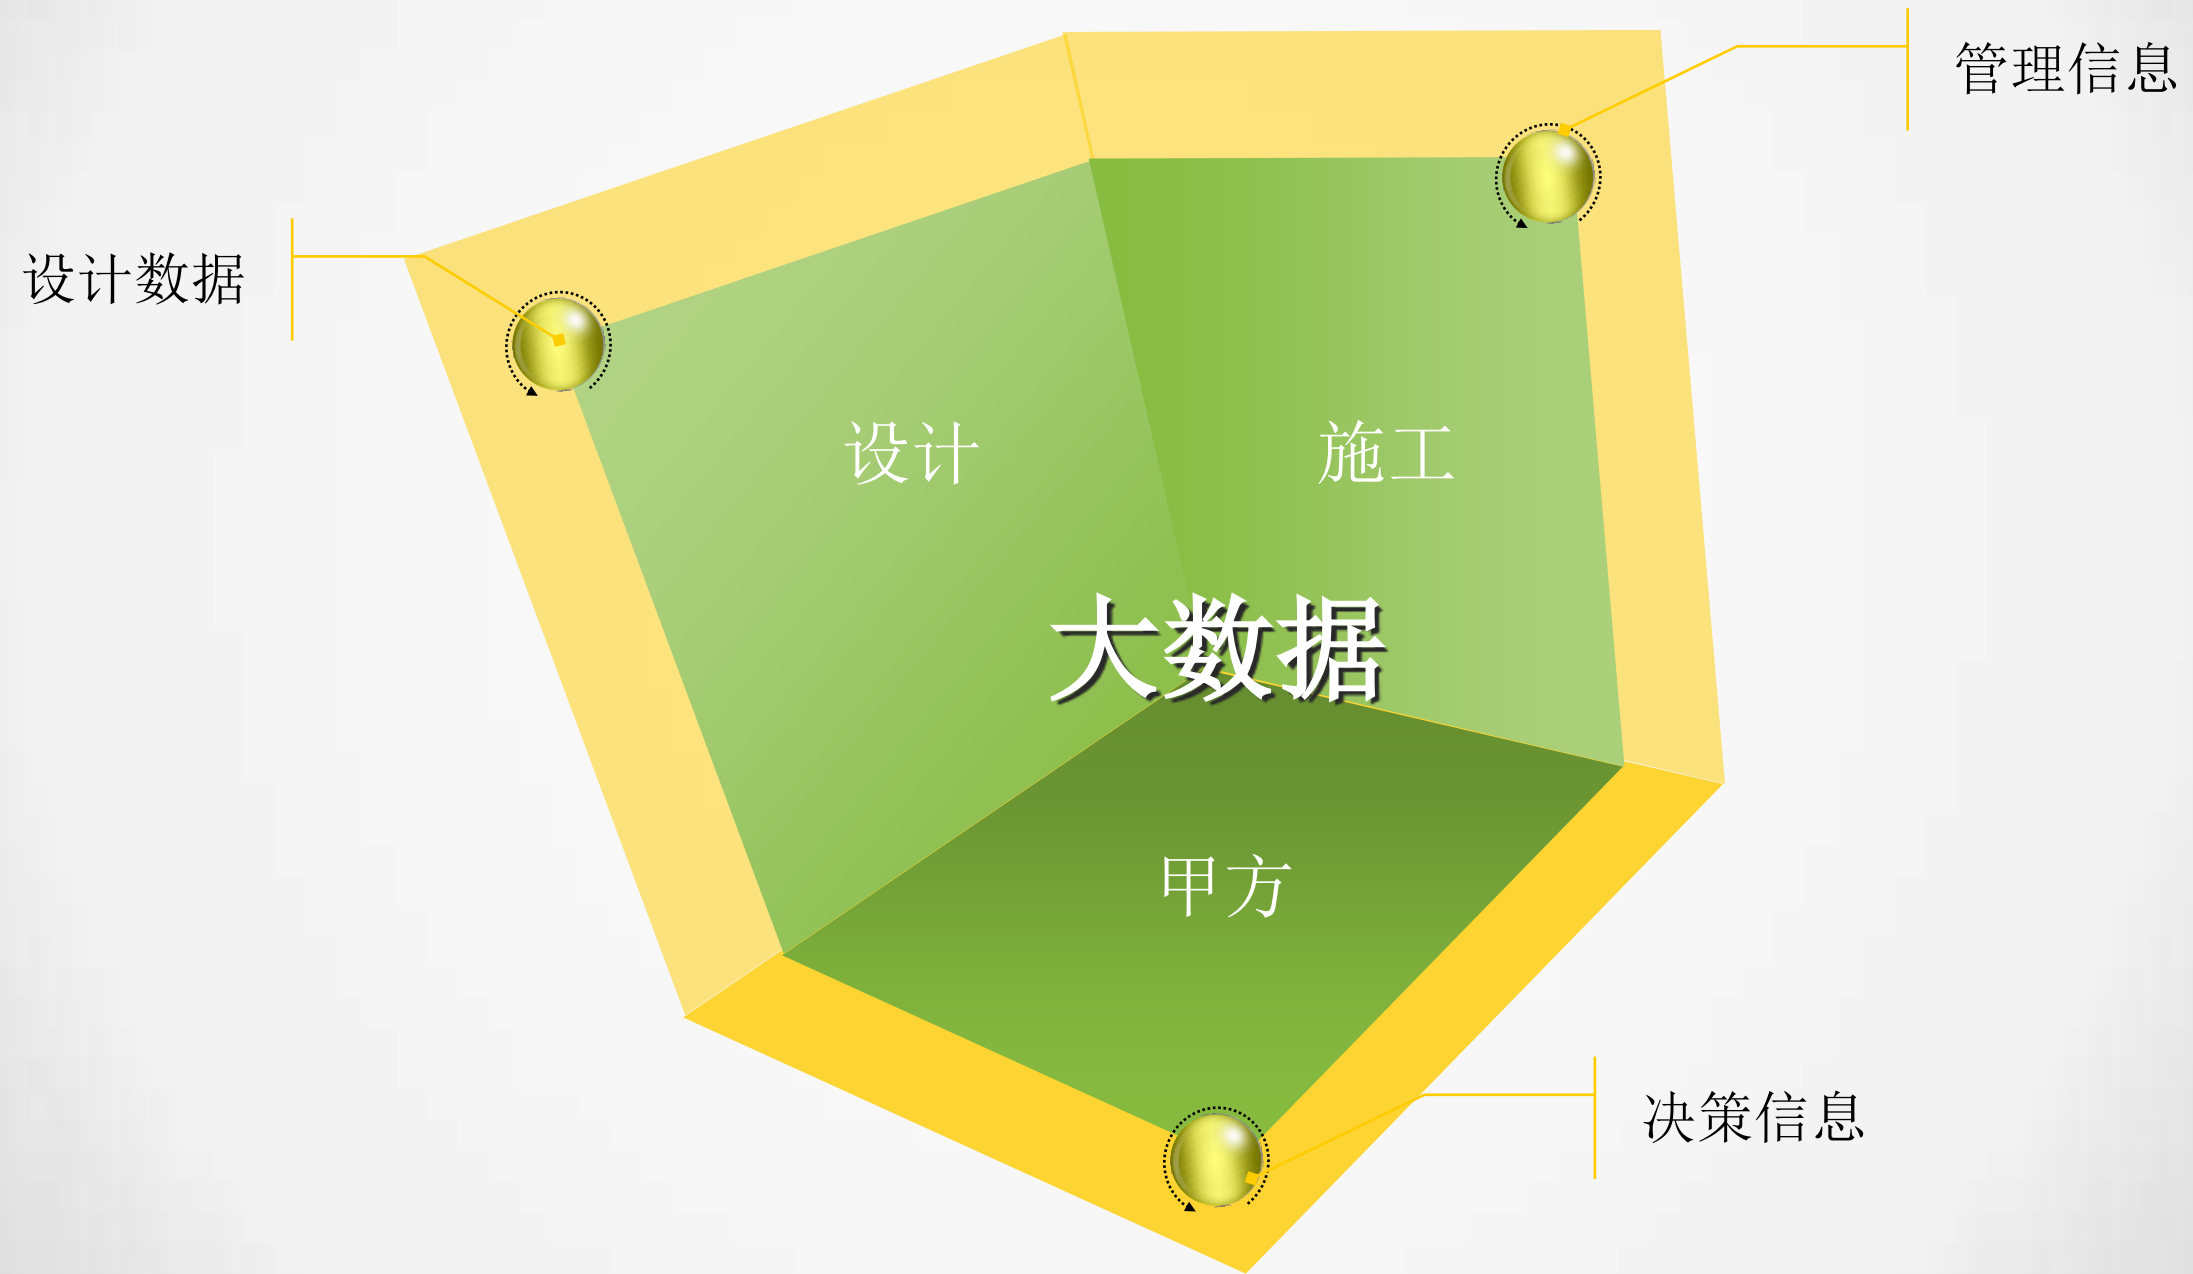 管理信息
设计数据
设计
施工
大数据
甲方
决策信息